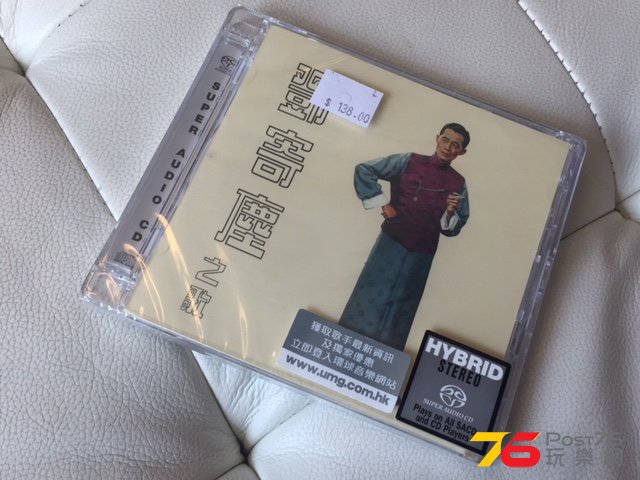 SUPER AUDIO CD
$ 138.00
鄧
寄
塵
之歌
獲取歌手最新資訊
及獨家優惠
立即登入環球音樂網站
www.umg.com.hk
HYBRID
STEREO
SUPER AUDIO CD
Plays on All SACD
and CD Players
76 Post76
玩樂